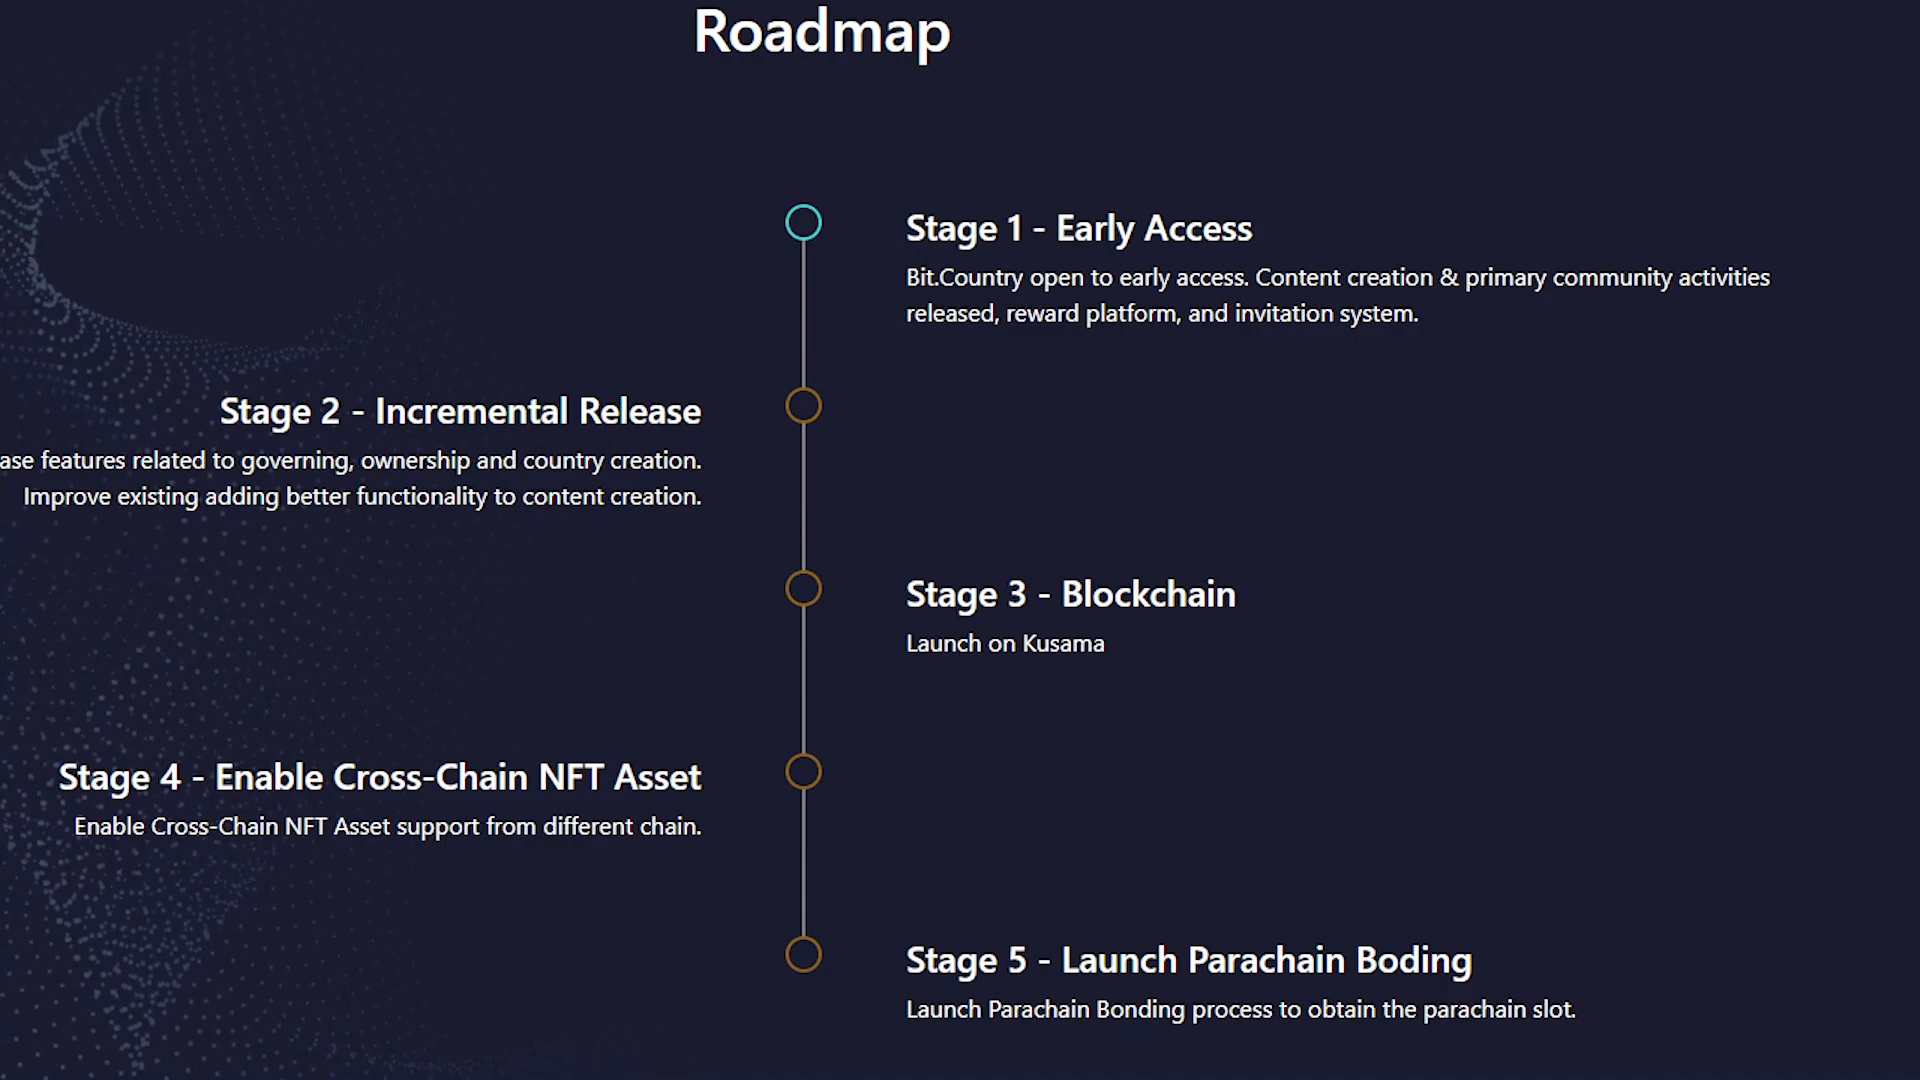 Roadmap
Stage 1 - Early Access
Bit.Country open to early access. Content creation & primary community activities
released, reward platform, and invitation system.
Stage 2 - Incremental Release
ase features related to governing, ownership and country creation.
Improve existing adding better functionality to content creation.
Stage 3 - Blockchain
Launch on Kusama
Stage 4 - Enable Cross-Chain NFT Asset
Enable Cross-Chain NFT Asset support from different chain.
Stage 5 - Launch Parachain Boding
Launch Parachain Bonding process to obtain the parachain slot.